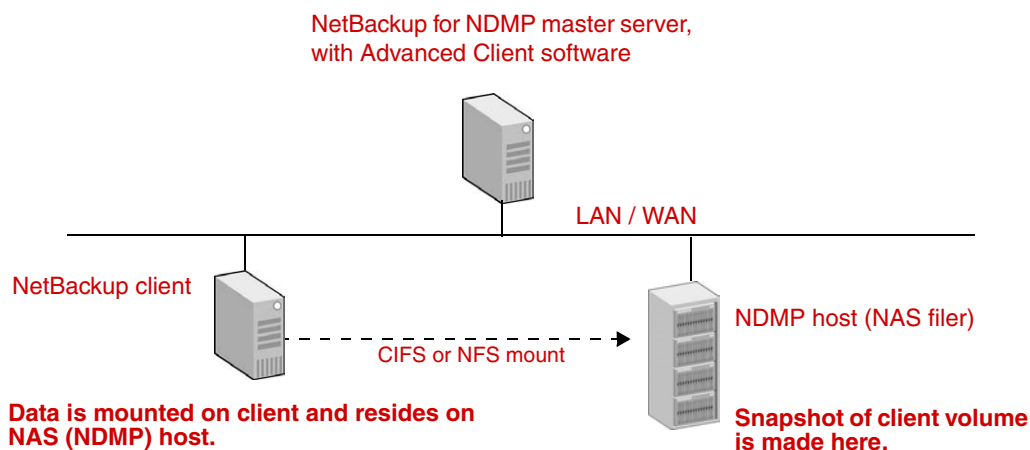 NetBackup for NDMP master server,
with Advanced Client software
LAN / WAN
NetBackup client
NDMP host (NAS filer)
CIFS or NFS mount
Data is mounted on client and resides on
NAS (NDMP) host.
Snapshot of client volume
is made here.